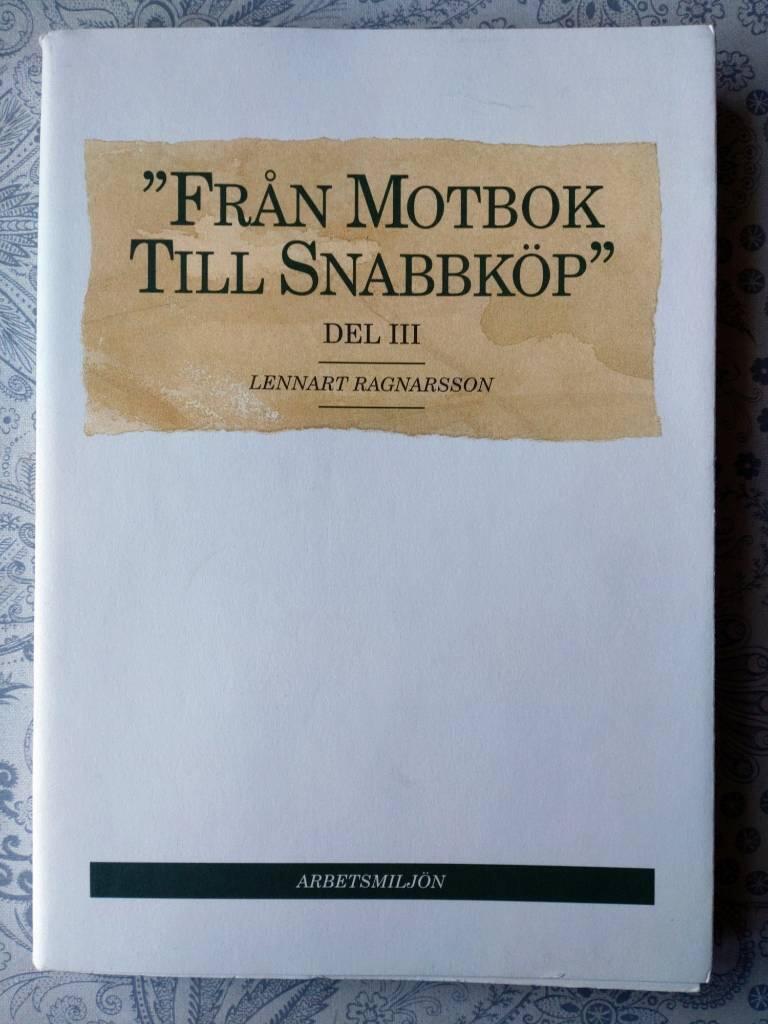 ”FRÅN MOTBOK
TILL SNABBKÖP”
DEL III
LENNART RAGNARSSON
ARBETSMILJÖN